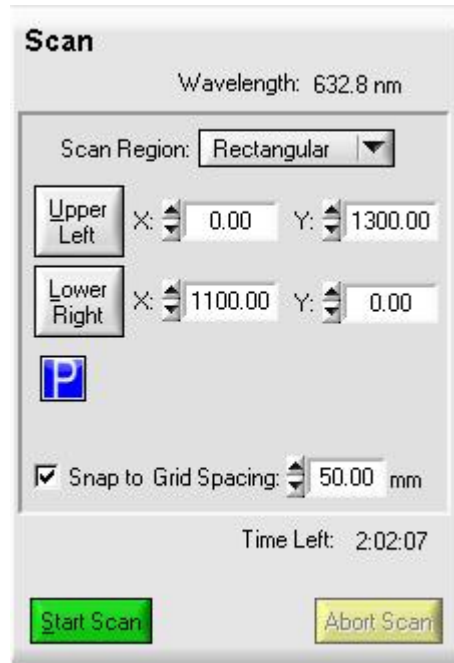 Scan
Wavelength: 632.8 nm
Scan Region: Rectangular
Upper Left X: 0.00 Y: 1300.00
Lower Right X: 1100.00 Y: 0.00
P
Snap to Grid Spacing: 50.00 mm
Time Left: 2:02:07
Start Scan Abort Scan